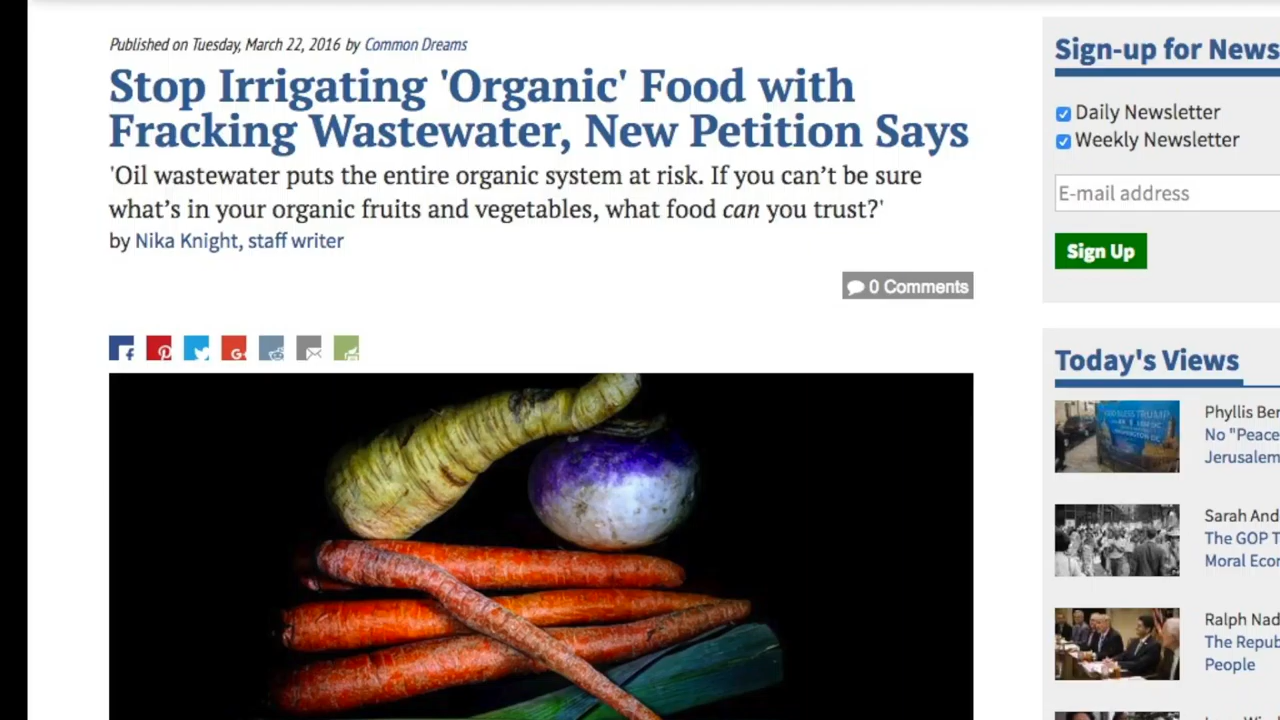 Published on Tuesday, March 22, 2016 by Common Dreams
Stop Irrigating 'Organic' Food with
Fracking Wastewater, New Petition Says
'Oil wastewater puts the entire organic system at risk. If you can’t be sure
what’s in your organic fruits and vegetables, what food can you trust?'
by Nika Knight, staff writer
0 Comments
Sign-up for News
Daily Newsletter
Weekly Newsletter
E-mail address
Sign Up
Today's Views
Phyllis Ber
No "Peace
Jerusalem
Sarah And
The GOP T
Moral Ecor
Ralph Nad
The Repub
People